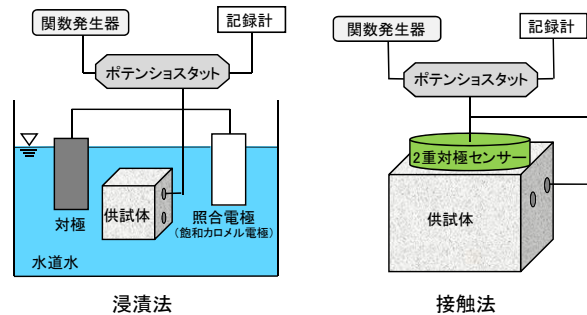 関数発生器
記録計
ポテンショスタット
対極
供試体
照合電極
(飽和カロメル電極)
水道水
浸漬法
関数発生器
記録計
ポテンショスタット
2重対極センサー
供試体
接触法